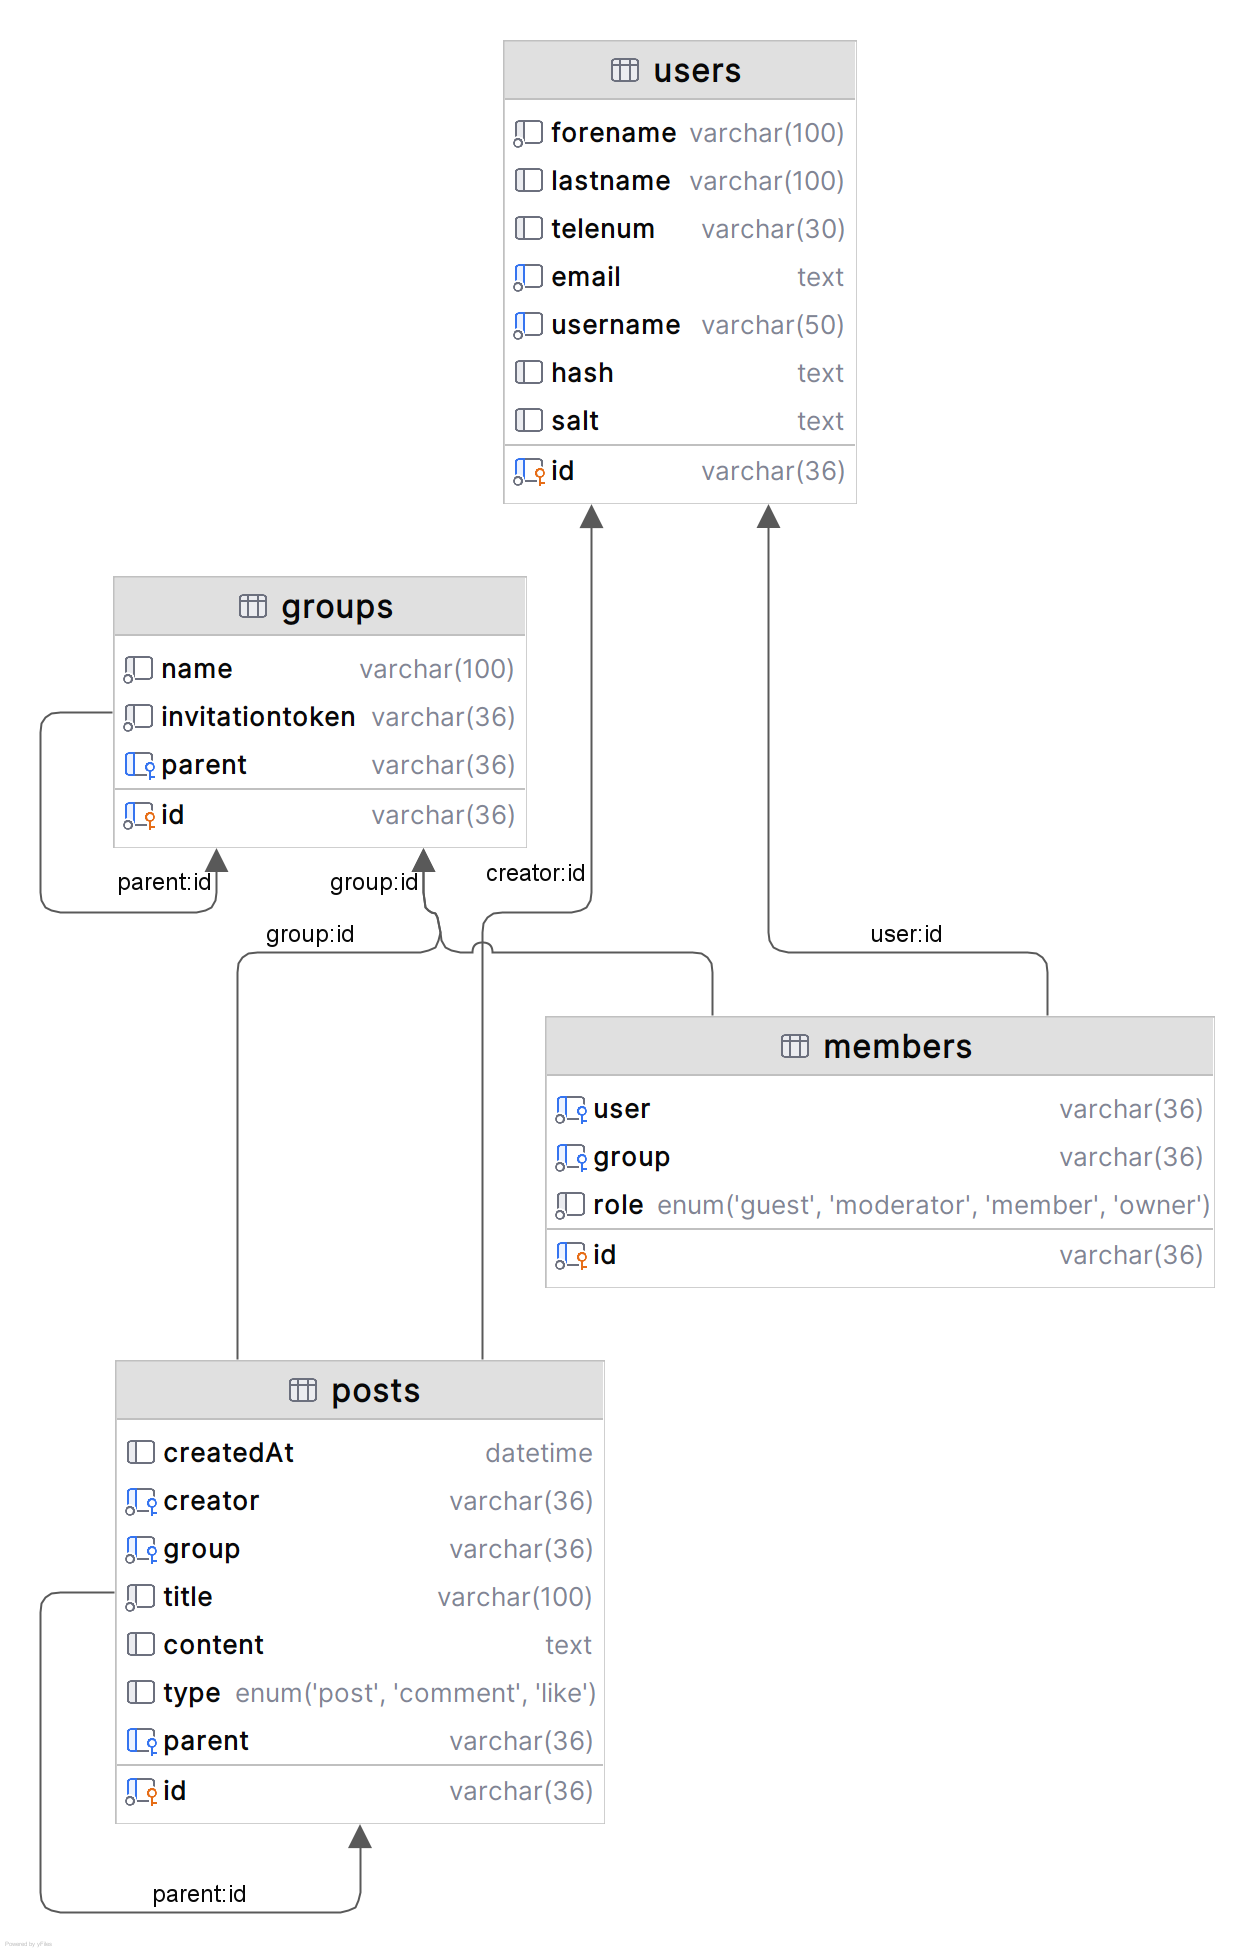 users
forename varchar(100)
lastname varchar(100)
telenum varchar(30)
email text
username varchar(50)
hash text
salt text
id varchar(36)
groups
name varchar(100)
invitationtoken varchar(36)
parent varchar(36)
id varchar(36)
parent:id
group:id
creator:id
group:id
user:id
members
user varchar(36)
group varchar(36)
role enum('guest', 'moderator', 'member', 'owner')
id varchar(36)
posts
createdAt datetime
creator varchar(36)
group varchar(36)
title varchar(100)
content text
type enum('post', 'comment', 'like')
parent varchar(36)
id varchar(36)
parent:id
Powered by yFiles